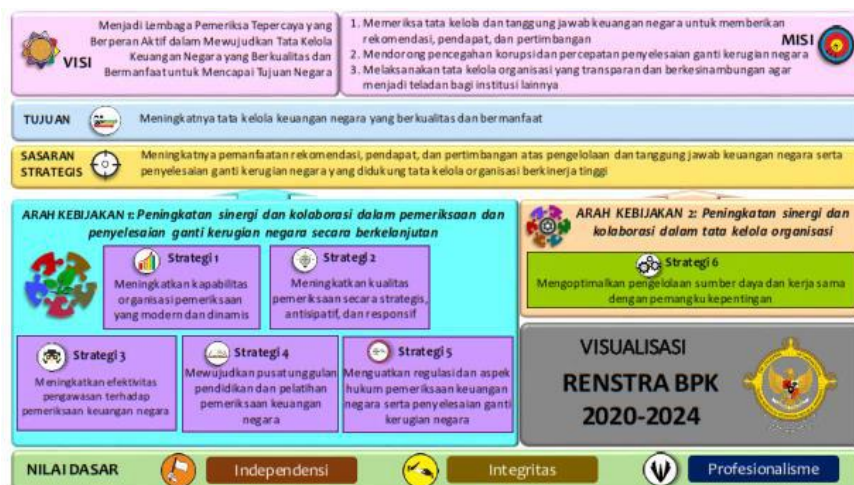 VISI
Menjadi Lembaga Pemeriksa Tepercaya yang
Berperan Aktif dalam Mewujudkan Tata Kelola
Keuangan Negara yang Berkualitas dan
Bermanfaat untuk Mencapai Tujuan Negara
MISI
1. Memeriksa tata kelola dan tanggung jawab keuangan negara untuk memberikan
rekomendasi, pendapat, dan pertimbangan
2. Mendorong pencegahan korupsi dan percepatan penyelesaian ganti kerugian negara
3. Melaksanakan tata kelola organisasi yang transparan dan berkesinambungan agar
menjadi teladan bagi institusi lainnya
TUJUAN
Meningkatnya tata kelola keuangan negara yang berkualitas dan bermanfaat
SASARAN
STRATEGIS
Meningkatnya pemanfaatan rekomendasi, pendapat, dan pertimbangan atas pengelolaan dan tanggung jawab keuangan negara serta
penyelesaian ganti kerugian negara yang didukung tata kelola organisasi berkinerja tinggi
ARAH KEBIJAKAN 1: Peningkatan sinergi dan kolaborasi dalam pemeriksaan dan
penyelesaian ganti kerugian negara secara berkelanjutan
Strategi 1
Meningkatkan kapabilitas
organisasi pemeriksaan
yang modern dan dinamis
Strategi 2
Meningkatkan kualitas
pemeriksaan secara strategis,
antisipatif, dan responsif
Strategi 3
Meningkatkan efektivitas
pengawasan terhadap
pemeriksaan keuangan negara
Strategi 4
Mewujudkan pusat unggulan
pendidikan dan pelatihan
pemeriksaan keuangan
negara
Strategi 5
Menguatkan regulasi dan aspek
hukum pemeriksaan keuangan
negara serta penyelesaian ganti
kerugian negara
ARAH KEBIJAKAN 2: Peningkatan sinergi dan
kolaborasi dalam tata kelola organisasi
Strategi 6
Mengoptimalkan pengelolaan sumber daya dan kerja sama
dengan pemangku kepentingan
VISUALISASI
RENSTRA BPK
2020-2024
NILAI DASAR
Independensi
Integritas
Profesionalisme